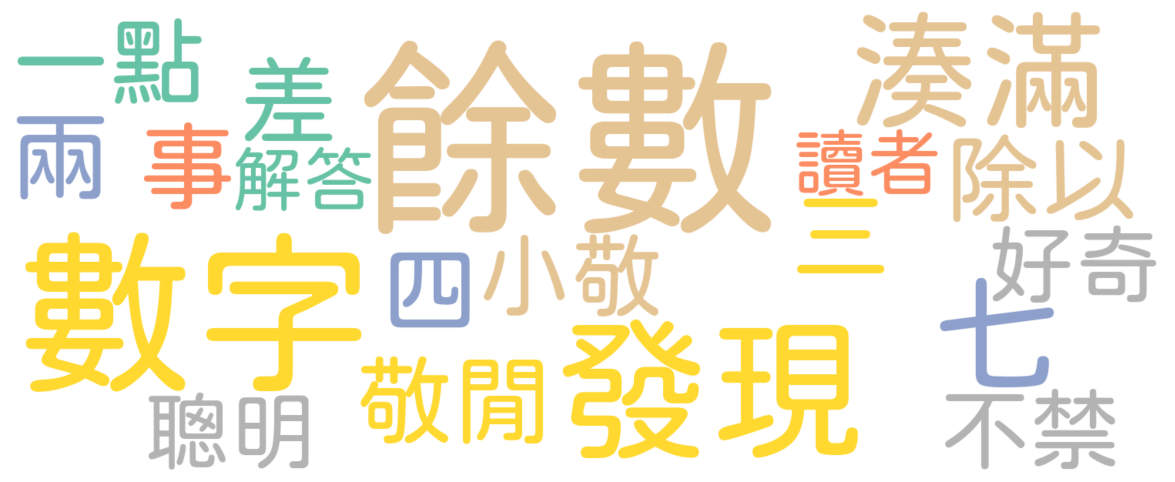 一點
差
餘數
湊滿
兩
事
解答
讀者
除以
三
數字
四
小敬
好奇
七
敬閒
發現
聰明
不禁